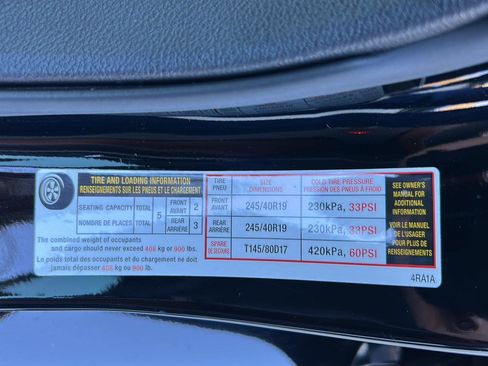 TIRE AND LOADING INFORMATION
RENSEIGNEMENTS SUR LES PNEUS ET LE CHARGEMENT
SEATING CAPACITY TOTAL 5 FRONT AVANT 2
NOMBRE DE PLACES TOTAL REAR ARRIÈRE 3
The combined weight of occupants
and cargo should never exceed 408 kg or 900 lbs.
Le poids total des occupants et du chargement ne doit
jamais dépasser 408 kg ou 900 lb.
TIRE PNEU SIZE DIMENSIONS COLD TIRE PRESSURE PRESSION DES PNEUS À FROID
FRONT AVANT 245/40R19 230kPa, 33PSI
REAR ARRIÈRE 245/40R19 230kPa, 33PSI
SPARE DE SECOURS T145/80D17 420kPa, 60PSI
SEE OWNER'S
MANUAL FOR
ADDITIONAL
INFORMATION
VOIR LE MANUEL
DE L'USAGER
POUR PLUS DE
RENSEIGNEMENTS
4RA1A